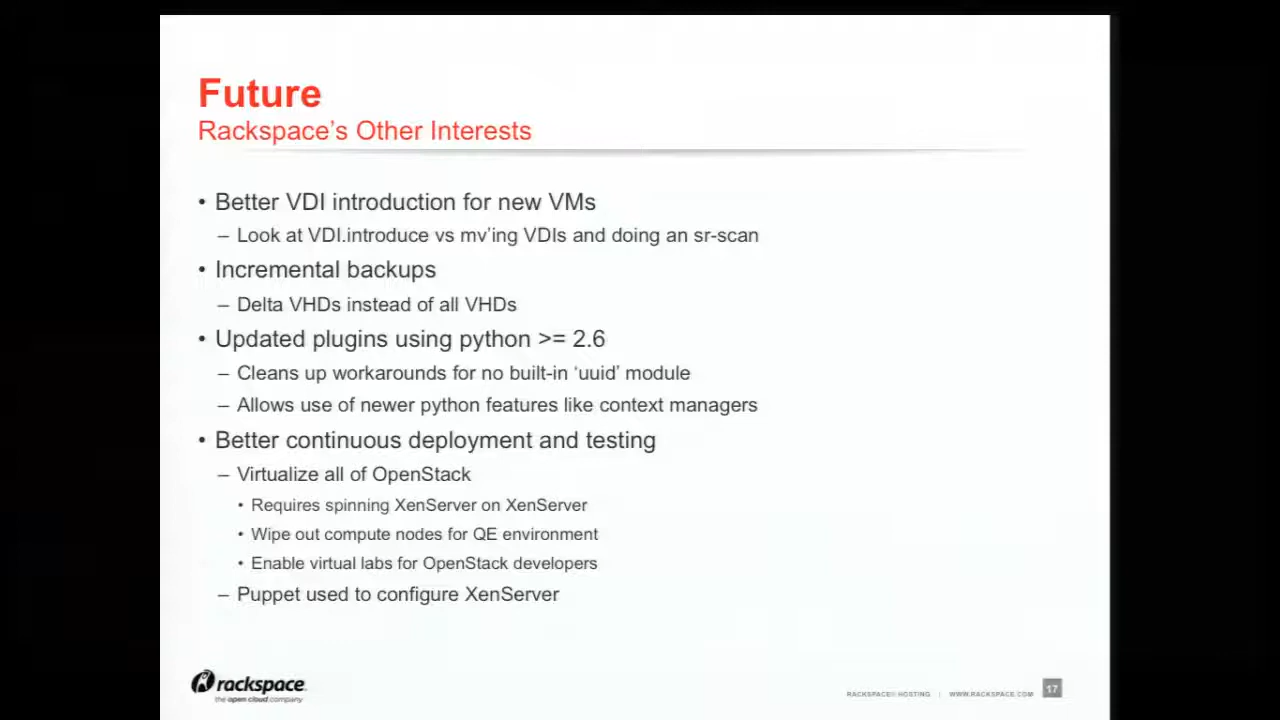 Future
Rackspace's Other Interests
• Better VDI introduction for new VMs
– Look at VDI.introduce vs mv'ing VDIs and doing an sr-scan
• Incremental backups
– Delta VHDs instead of all VHDs
• Updated plugins using python >= 2.6
– Cleans up workarounds for no built-in 'uuid' module
– Allows use of newer python features like context managers
• Better continuous deployment and testing
– Virtualize all of OpenStack
• Requires spinning XenServer on XenServer
• Wipe out compute nodes for QE environment
• Enable virtual labs for OpenStack developers
– Puppet used to configure XenServer
rackspace
the open cloud company
RACKSPACE® HOSTING | WWW.RACKSPACE.COM 17